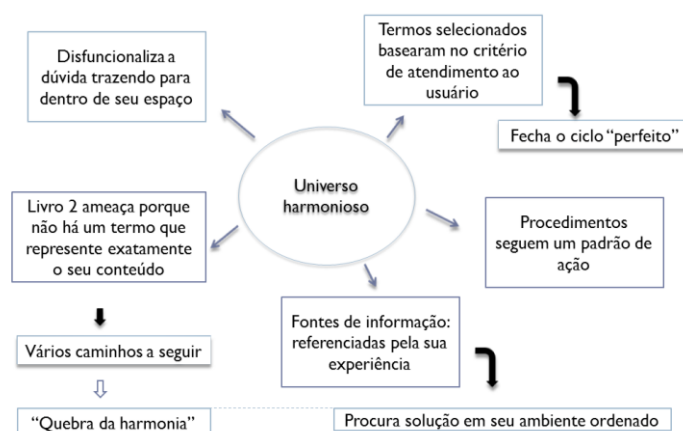 Disfuncionaliza a
dúvida trazendo para
dentro de seu espaço
Termos selecionados
basearam no critério
de atendimento ao
usuário
Fecha o ciclo “perfeito”
Universo
harmonioso
Livro 2 ameaça porque
não há um termo que
represente exatamente
o seu conteúdo
Procedimentos
seguem um padrão de
ação
Vários caminhos a seguir
Fontes de informação:
referenciadas pela sua
experiência
“Quebra da harmonia”
Procura solução em seu ambiente ordenado